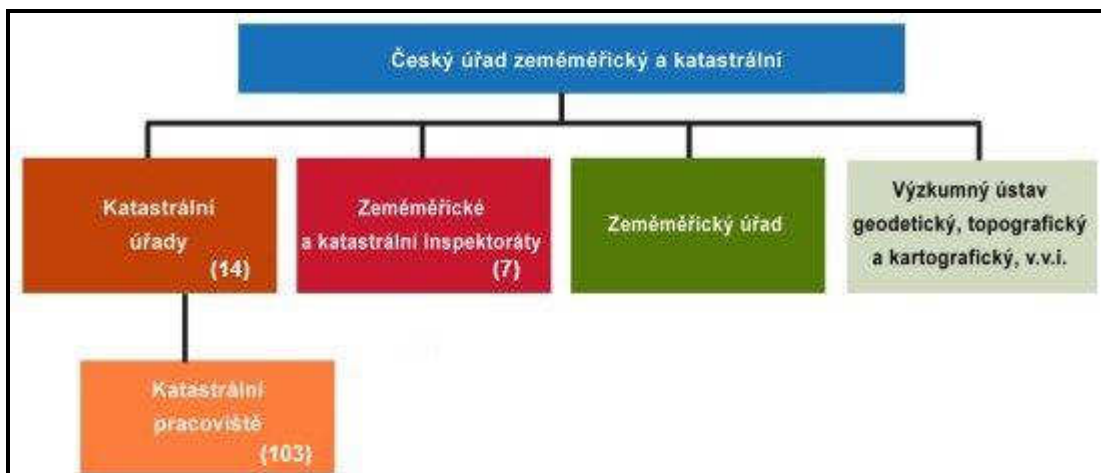 Český úřad zeměměřický a katastrální
Katastrální
úřady
(14)
Zeměměřické
a katastrální inspektoráty
(7)
Zeměměřický úřad
Výzkumný ústav
geodetický, topografický
a kartografický, v.v.i.
Katastrální
pracoviště
(103)